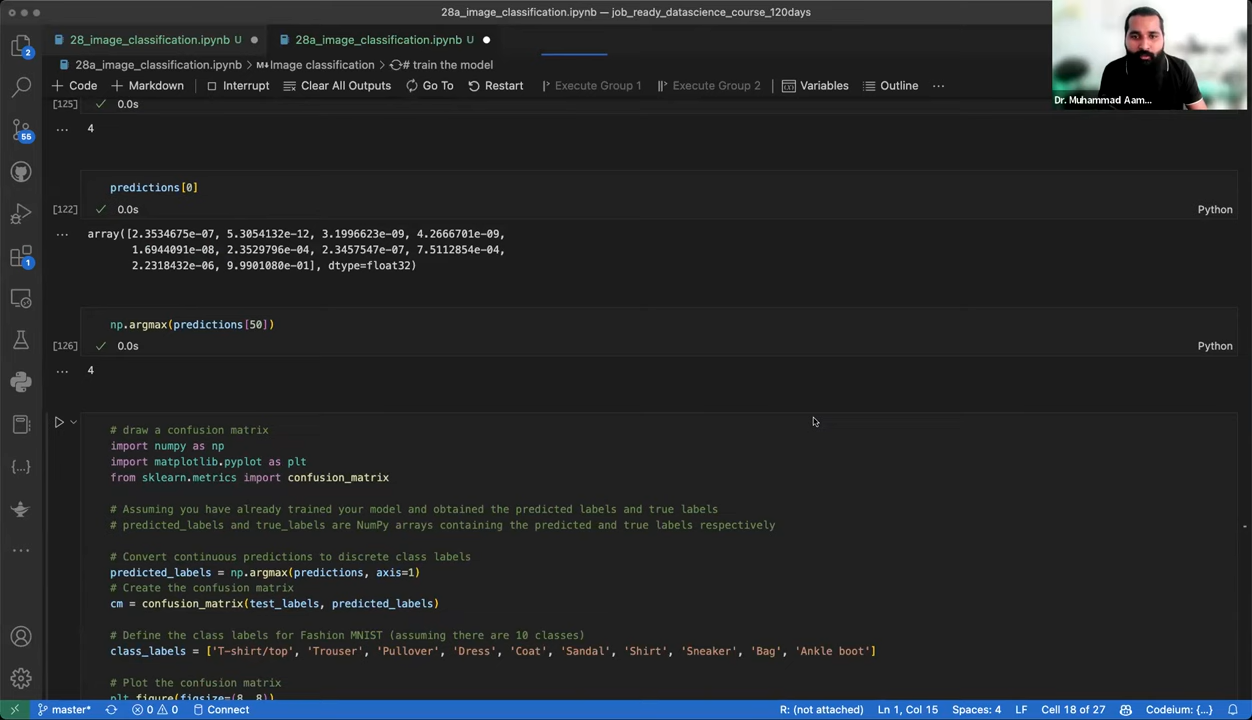 28a_image_classification.ipynb — job_ready_datascience_course_120days
28_image_classification.ipynb U
28a_image_classification.ipynb U
28a_image_classification.ipynb > Image classification > # train the model
+ Code + Markdown Interrupt Clear All Outputs Go To Restart Execute Group 1 Execute Group 2 Variables Outline ...
Dr. Muhammad Aam...
[125] 0.0s
... 4
predictions[0]
[122] 0.0s Python
... array([2.3534675e-07, 5.3054132e-12, 3.1996623e-09, 4.2666701e-09,
1.6944091e-08, 2.3529796e-04, 2.3457547e-07, 7.5112854e-04,
2.2318432e-06, 9.9901080e-01], dtype=float32)
np.argmax(predictions[50])
[126] 0.0s Python
... 4
# draw a confusion matrix
import numpy as np
import matplotlib.pyplot as plt
from sklearn.metrics import confusion_matrix
# Assuming you have already trained your model and obtained the predicted labels and true labels
# predicted_labels and true_labels are NumPy arrays containing the predicted and true labels respectively
# Convert continuous predictions to discrete class labels
predicted_labels = np.argmax(predictions, axis=1)
# Create the confusion matrix
cm = confusion_matrix(test_labels, predicted_labels)
# Define the class labels for Fashion MNIST (assuming there are 10 classes)
class_labels = ['T-shirt/top', 'Trouser', 'Pullover', 'Dress', 'Coat', 'Sandal', 'Shirt', 'Sneaker', 'Bag', 'Ankle boot']
# Plot the confusion matrix
plt.figure(figsize=(8, 8))
2
55
1
master* 0 0 Connect R: (not attached) Ln 1, Col 15 Spaces: 4 LF Cell 18 of 27 Codeium: {...}